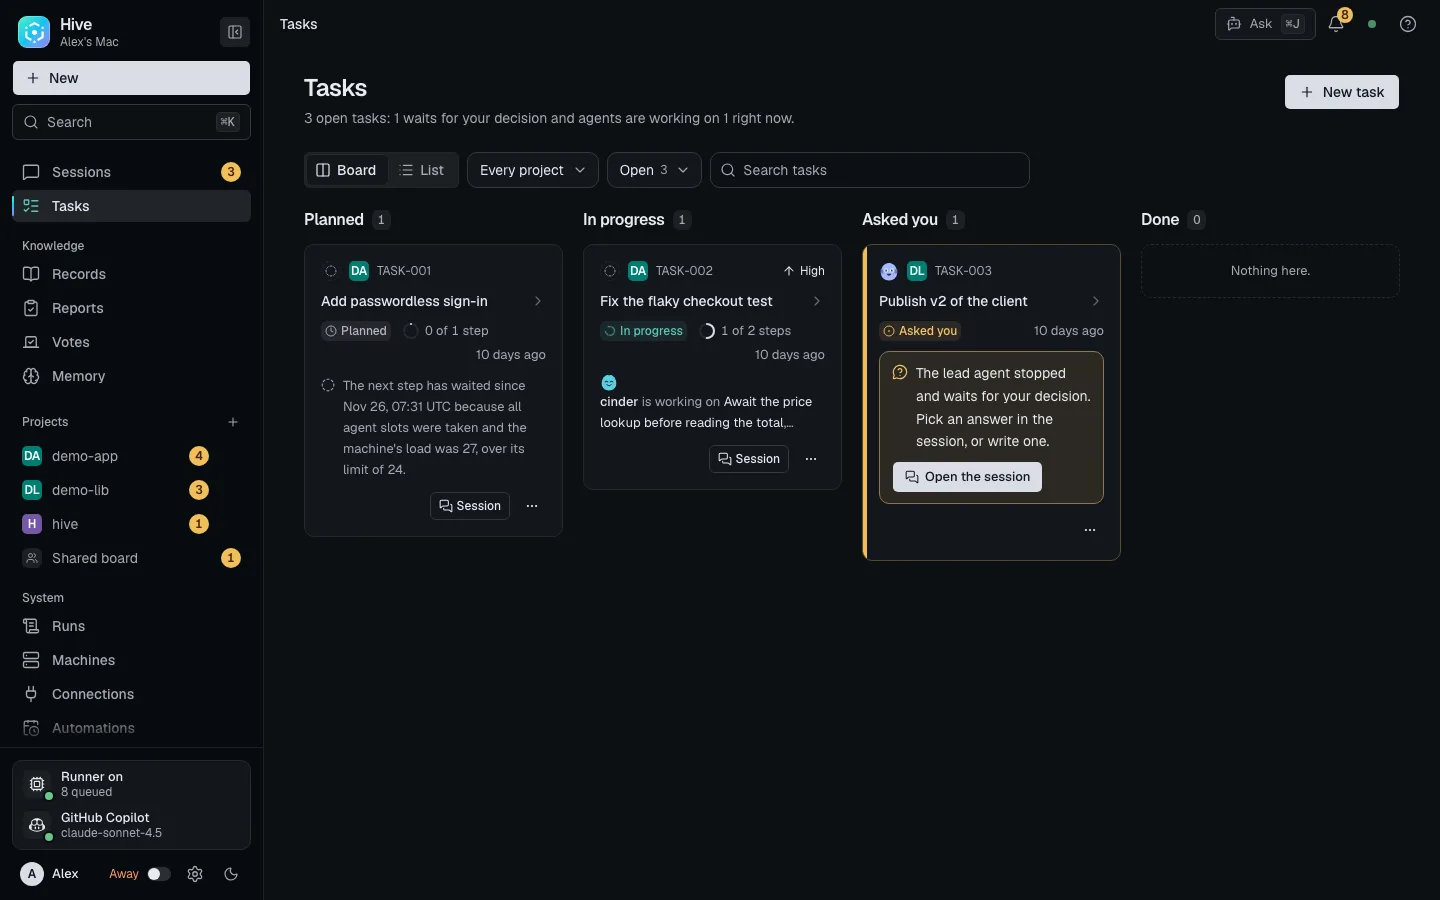 Hive
Alex's Mac
New
Search ⌘K
Sessions 3
Tasks
Knowledge
Records
Reports
Votes
Memory
Projects
DA demo-app 4
DL demo-lib 3
H hive 1
Shared board 1
System
Runs
Machines
Connections
Automations
Runner on
8 queued
GitHub Copilot
claude-sonnet-4.5
A Alex Away
Tasks
Ask ⌘J
8
Tasks
3 open tasks: 1 waits for your decision and agents are working on 1 right now.
New task
Board List Every project Open 3 Search tasks
Planned 1
DA TASK-001
Add passwordless sign-in
Planned 0 of 1 step
10 days ago
The next step has waited since
Nov 26, 07:31 UTC because all
agent slots were taken and the
machine's load was 27, over its
limit of 24.
Session
In progress 1
DA TASK-002 High
Fix the flaky checkout test
In progress 1 of 2 steps
10 days ago
cinder is working on Await the price
lookup before reading the total,…
Session
Asked you 1
DL TASK-003
Publish v2 of the client
Asked you 10 days ago
The lead agent stopped
and waits for your decision.
Pick an answer in the
session, or write one.
Open the session
Done 0
Nothing here.